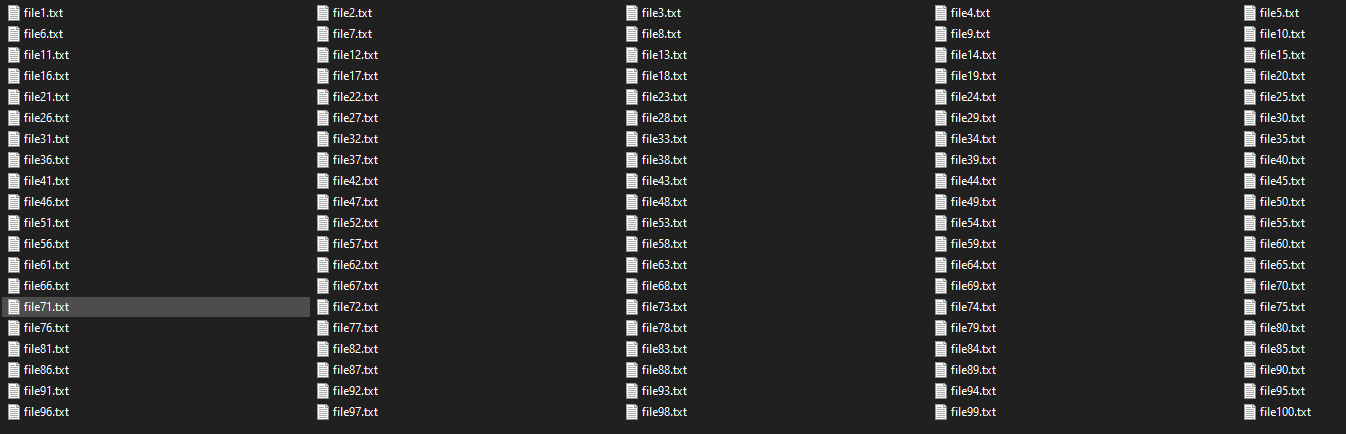 file1.txt file2.txt file3.txt file4.txt file5.txt
file6.txt file7.txt file8.txt file9.txt file10.txt
file11.txt file12.txt file13.txt file14.txt file15.txt
file16.txt file17.txt file18.txt file19.txt file20.txt
file21.txt file22.txt file23.txt file24.txt file25.txt
file26.txt file27.txt file28.txt file29.txt file30.txt
file31.txt file32.txt file33.txt file34.txt file35.txt
file36.txt file37.txt file38.txt file39.txt file40.txt
file41.txt file42.txt file43.txt file44.txt file45.txt
file46.txt file47.txt file48.txt file49.txt file50.txt
file51.txt file52.txt file53.txt file54.txt file55.txt
file56.txt file57.txt file58.txt file59.txt file60.txt
file61.txt file62.txt file63.txt file64.txt file65.txt
file66.txt file67.txt file68.txt file69.txt file70.txt
file71.txt file72.txt file73.txt file74.txt file75.txt
file76.txt file77.txt file78.txt file79.txt file80.txt
file81.txt file82.txt file83.txt file84.txt file85.txt
file86.txt file87.txt file88.txt file89.txt file90.txt
file91.txt file92.txt file93.txt file94.txt file95.txt
file96.txt file97.txt file98.txt file99.txt file100.txt